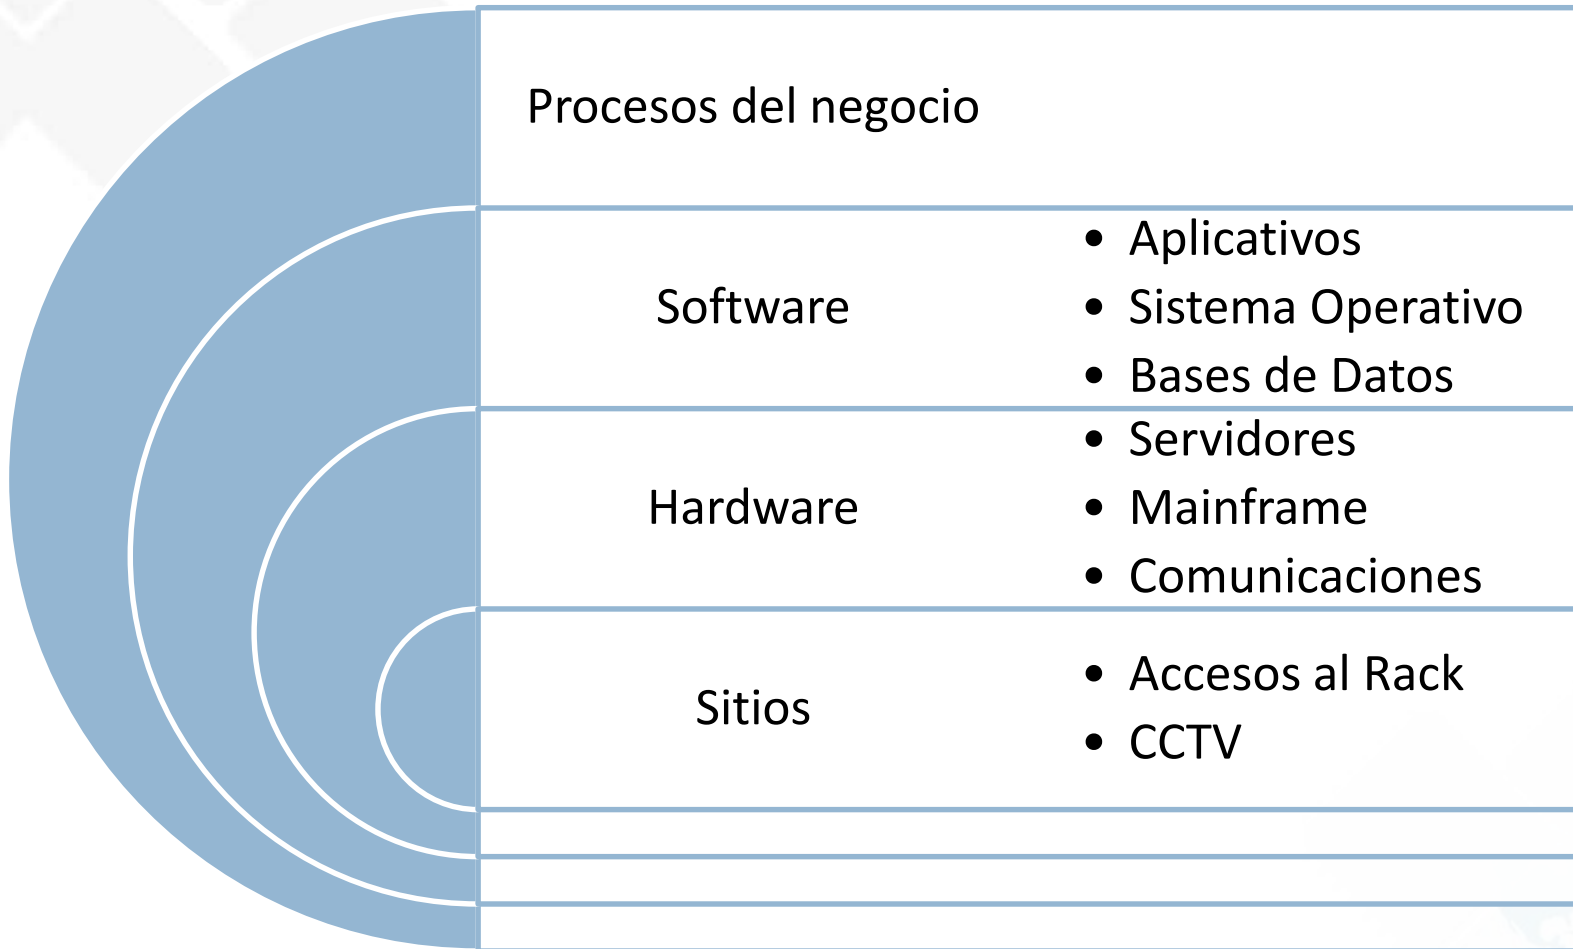 Procesos del negocio
Software
• Aplicativos
• Sistema Operativo
• Bases de Datos
Hardware
• Servidores
• Mainframe
• Comunicaciones
Sitios
• Accesos al Rack
• CCTV